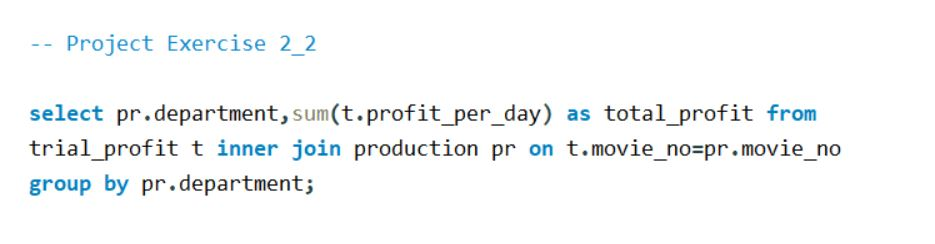 -- Project Exercise 2_2
select pr.department,sum(t.profit_per_day) as total_profit from
trial_profit t inner join production pr on t.movie_no=pr.movie_no
group by pr.department;